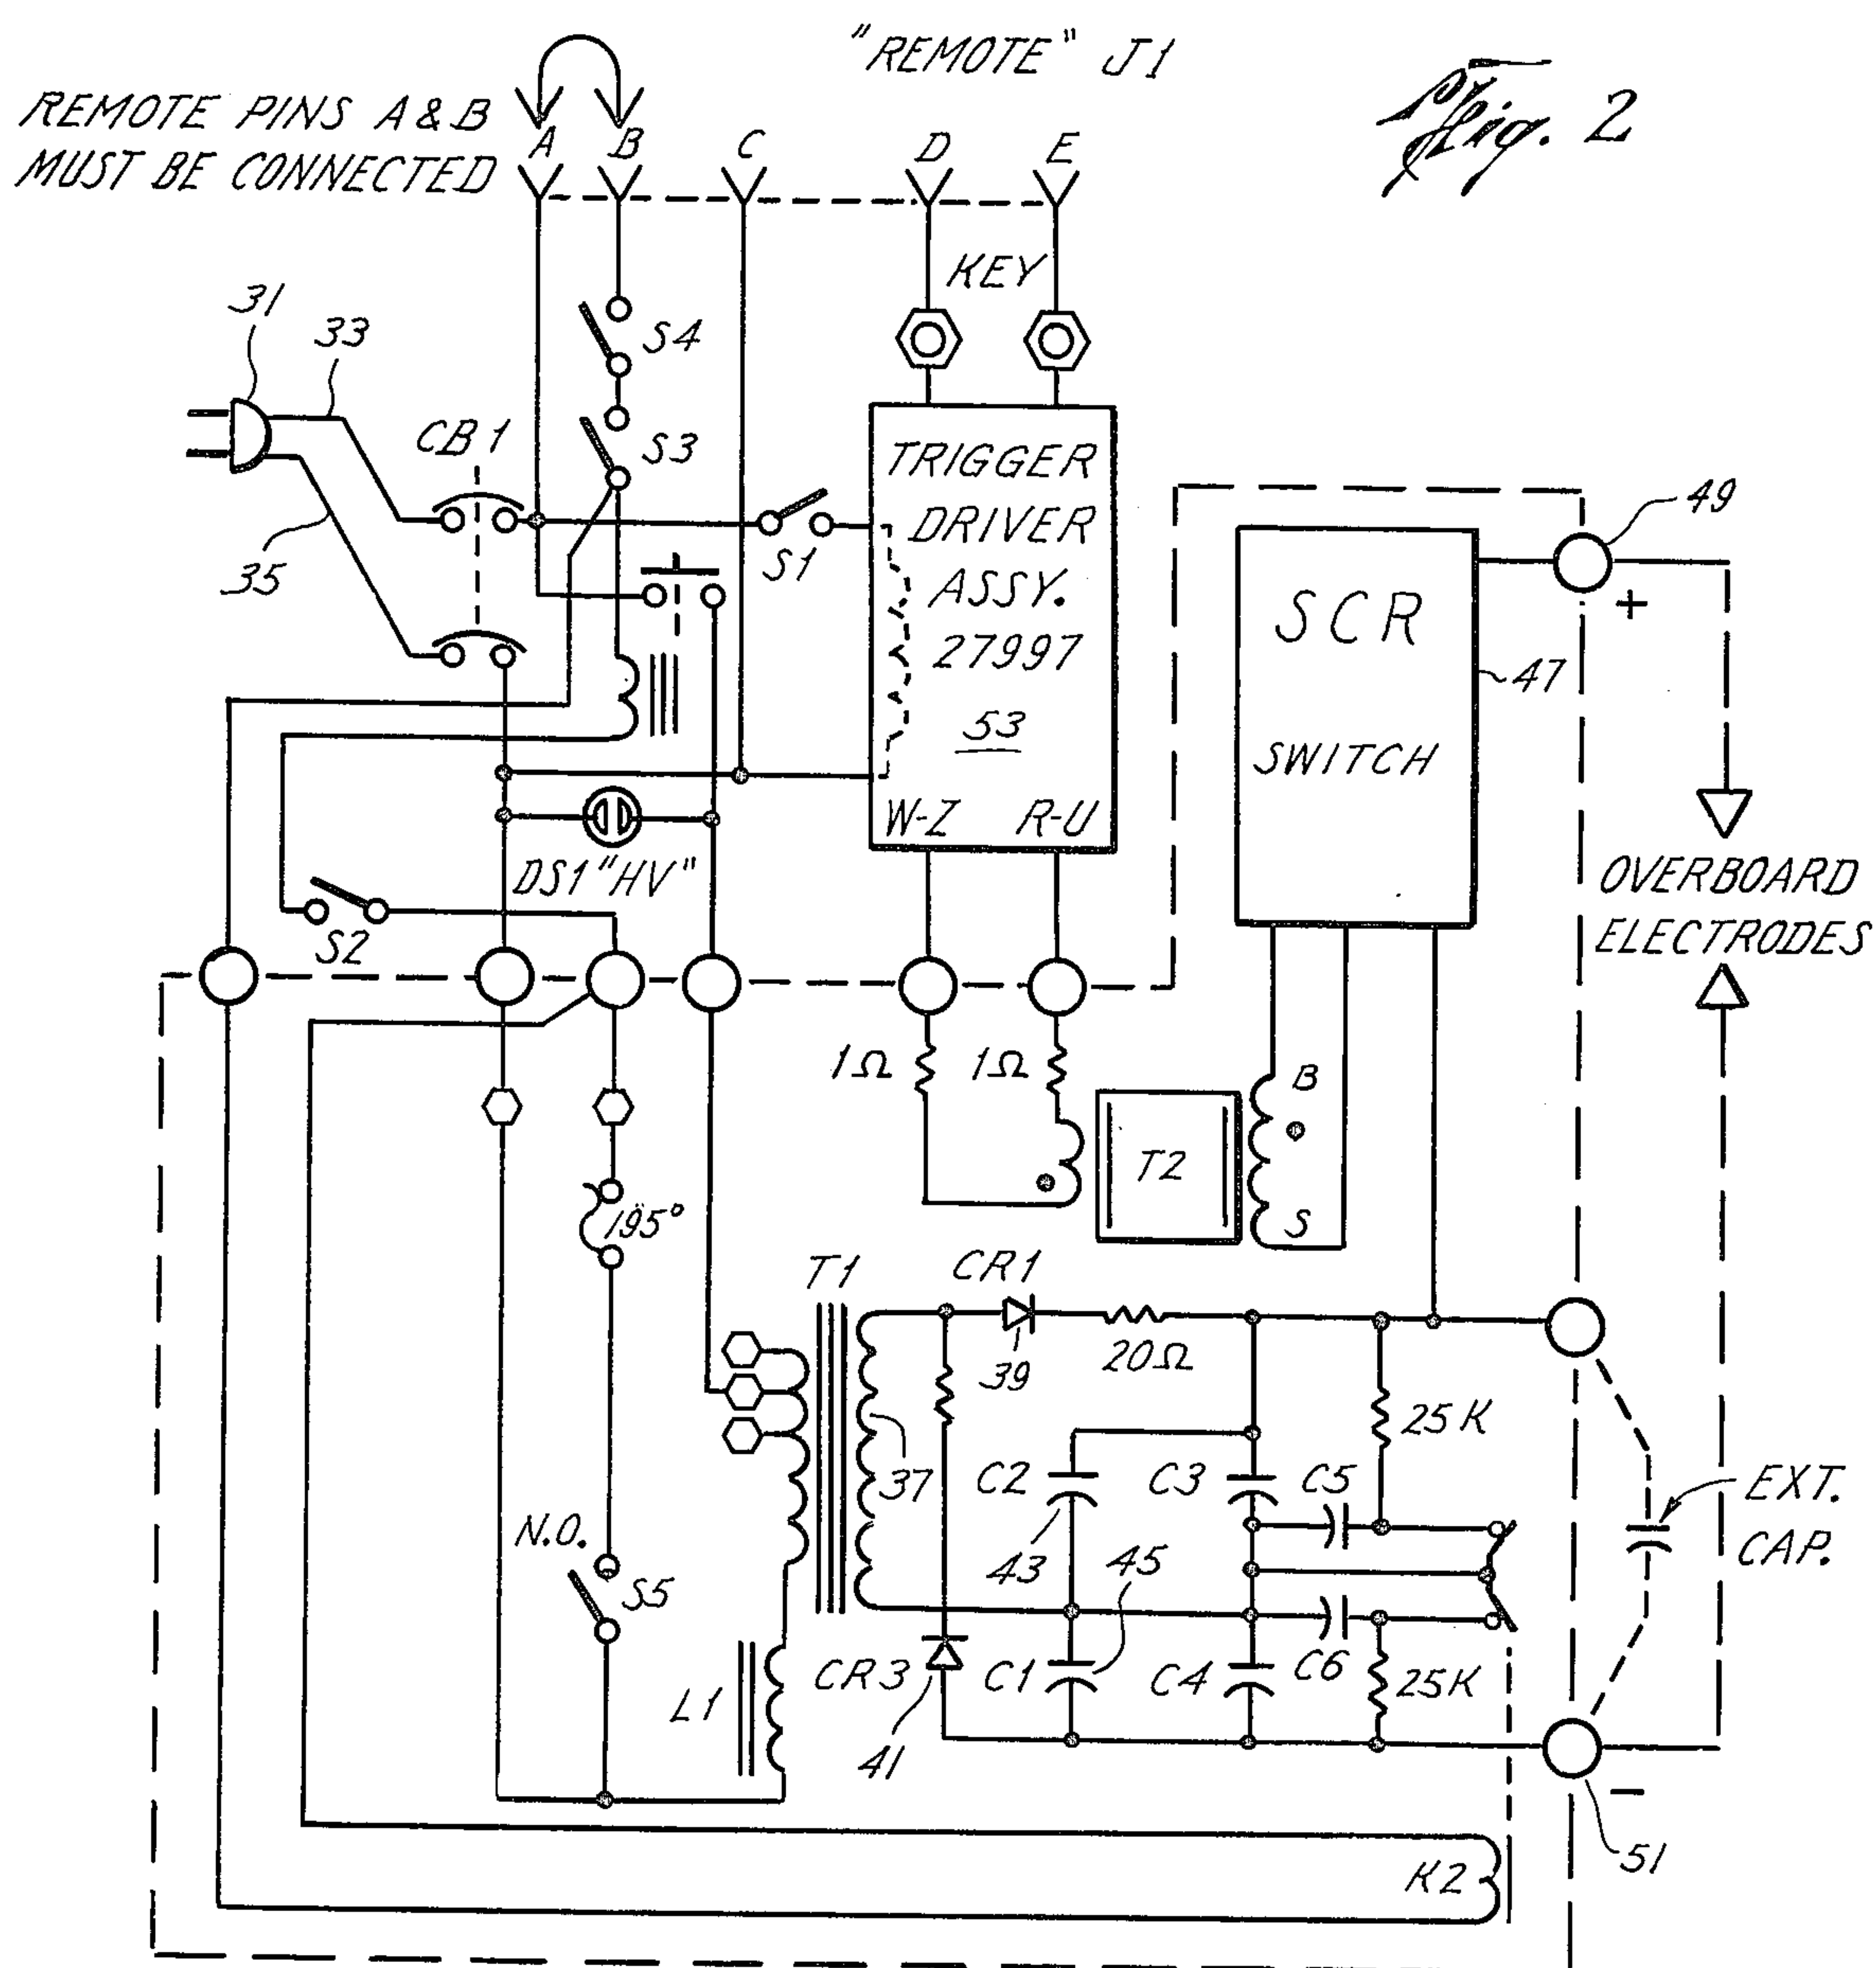 "REMOTE" J1
Fig. 2
REMOTE PINS A & B
MUST BE CONNECTED
A
B
C
D
E
KEY
31
33
S4
CB1
S3
35
S1
TRIGGER
DRIVER
ASSY.
27997
53
W-Z
R-U
49
+
SCR
SWITCH
47
DS1 "HV"
S2
OVERBOARD
ELECTRODES
1Ω
1Ω
B
T2
S
195°
T1
CR1
39
20Ω
25K
37
C2
C3
C5
EXT.
CAP.
43
45
N.O.
S5
CR3
C1
C4
C6
25K
L1
41
−
51
K2